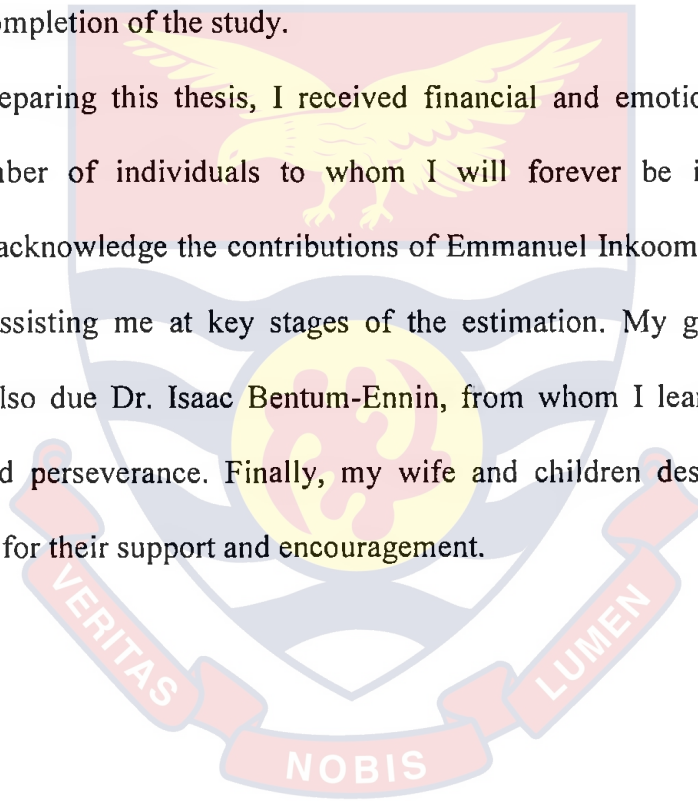 ompletion of the study.
eparing this thesis, I received financial and emotio
ber of individuals to whom I will forever be i
acknowledge the contributions of Emmanuel Inkoom
ssisting me at key stages of the estimation. My g
lso due Dr. Isaac Bentum-Ennin, from whom I lear
d perseverance. Finally, my wife and children des
for their support and encouragement.
VERITAS
NOBIS
LUMEN